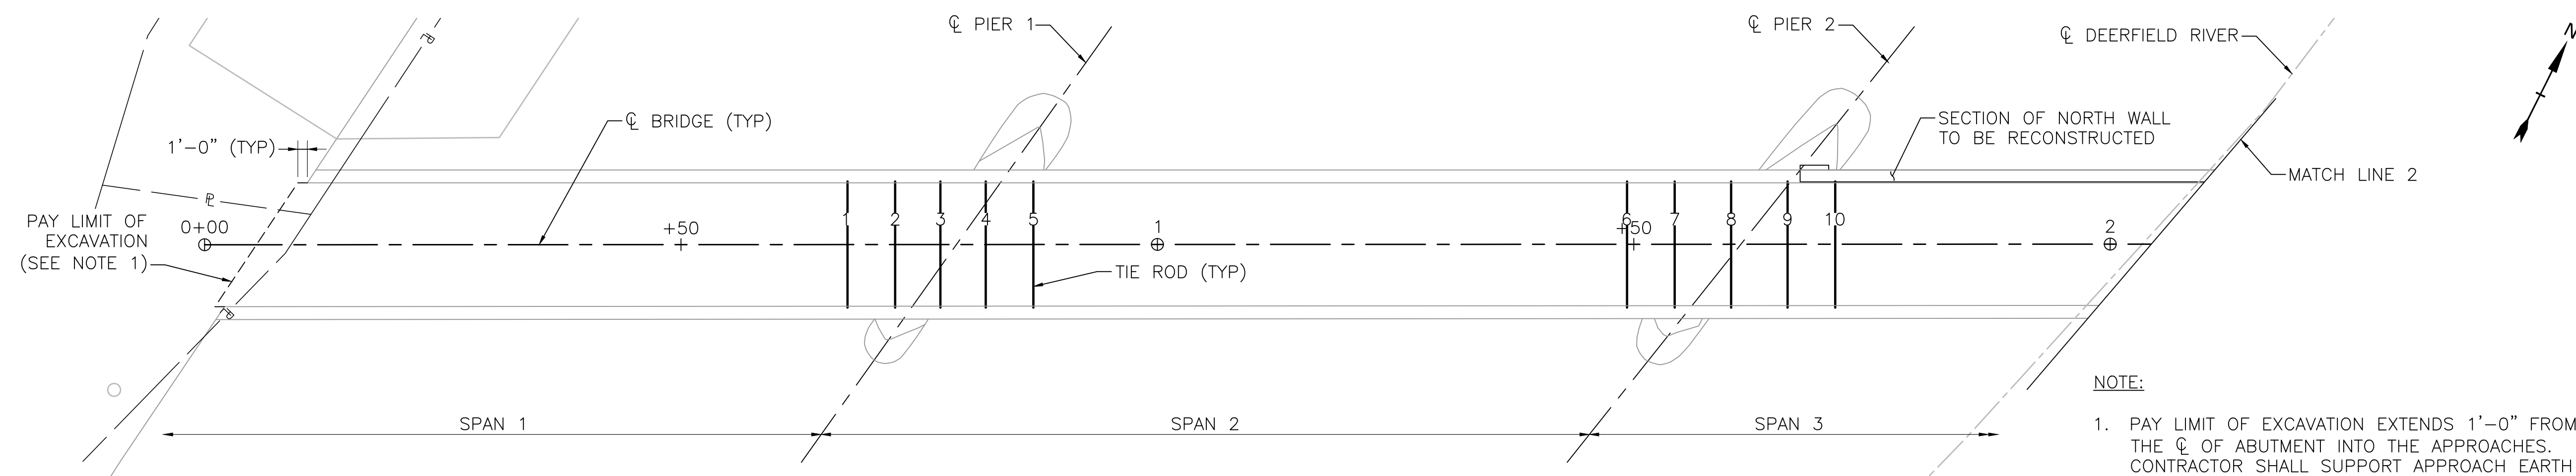 ℄ PIER 1
℄ PIER 2
℄ DEERFIELD RIVER
N
℄ BRIDGE (TYP)
SECTION OF NORTH WALL
TO BE RECONSTRUCTED
1'-0" (TYP)
MATCH LINE 2
PAY LIMIT OF
EXCAVATION
(SEE NOTE 1)
0+00
+50
1
2
3
4
5
1
6
7
8
9
10
+50
2
TIE ROD (TYP)
SPAN 1
SPAN 2
SPAN 3
NOTE:
1. PAY LIMIT OF EXCAVATION EXTENDS 1'-0" FROM
THE ℄ OF ABUTMENT INTO THE APPROACHES.
CONTRACTOR SHALL SUPPORT APPROACH EARTH